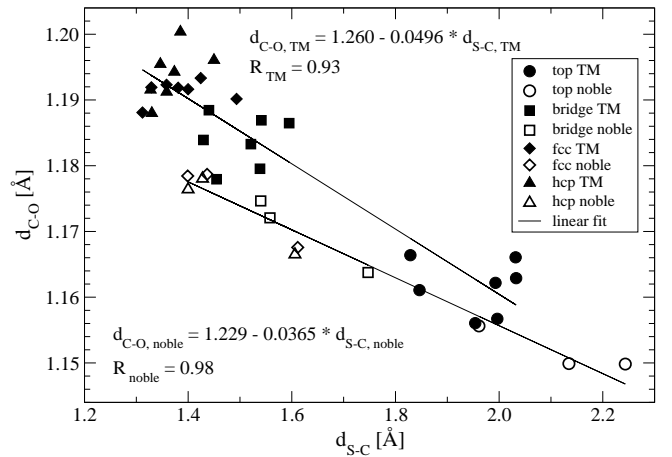 1.20
1.19
1.18
1.17
1.16
1.15
d_C-O [Å]
d_C-O, TM = 1.260 - 0.0496 * d_S-C, TM
R_TM = 0.93
top TM
top noble
bridge TM
bridge noble
fcc TM
fcc noble
hcp TM
hcp noble
linear fit
d_C-O, noble = 1.229 - 0.0365 * d_S-C, noble
R_noble = 0.98
1.2 1.4 1.6 1.8 2.0 2.2
d_S-C [Å]